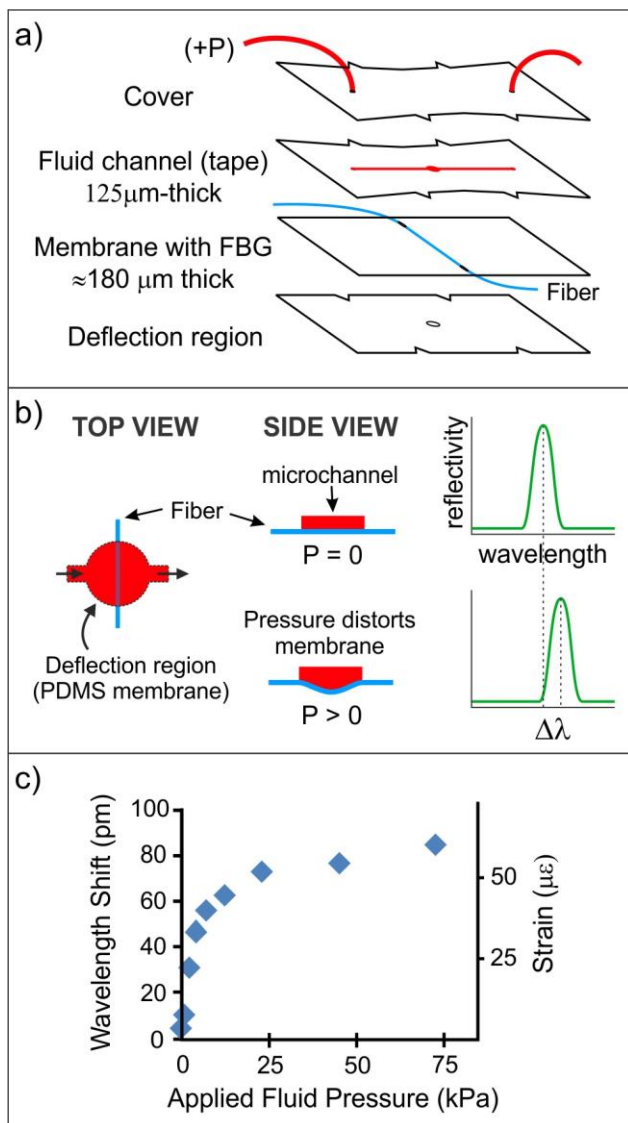 a)
(+P)
Cover
Fluid channel (tape)
125μm-thick
Membrane with FBG
≈180 μm thick
Fiber
Deflection region
b)
TOP VIEW
SIDE VIEW
microchannel
Fiber
P = 0
Deflection region
(PDMS membrane)
Pressure distorts
membrane
P > 0
reflectivity
wavelength
Δλ
c)
Wavelength Shift (pm)
100
80
60
40
20
0
0
25
50
75
Applied Fluid Pressure (kPa)
50
25
Strain (με)